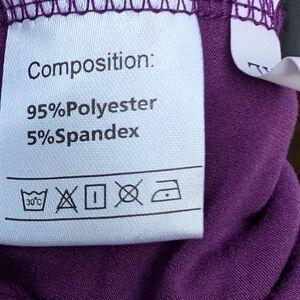 Composition:
95%Polyester
5%Spandex
30°C